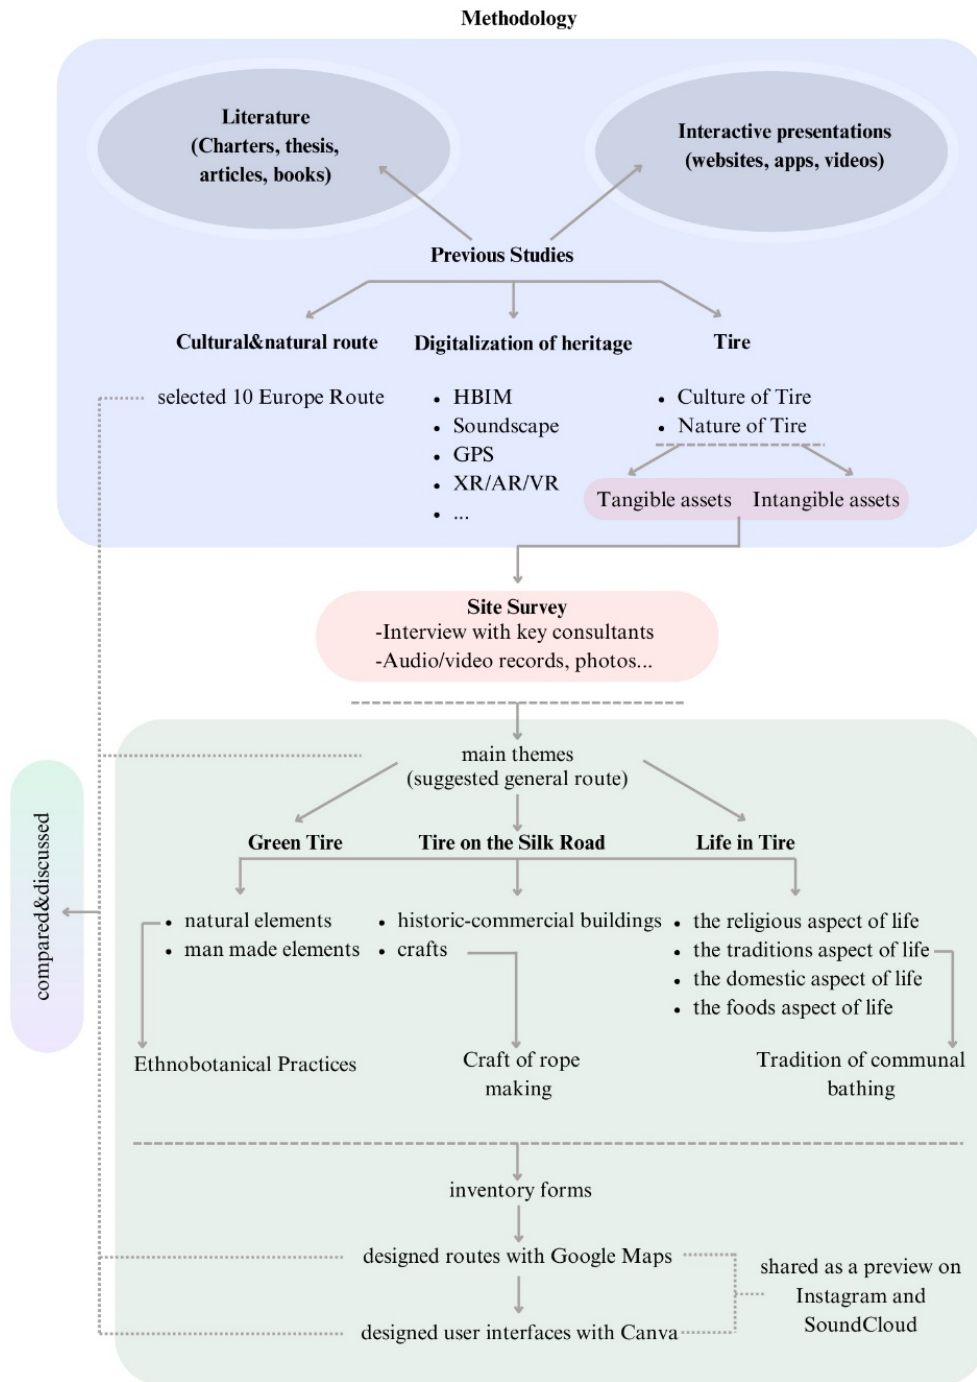 Methodology
Literature
(Charters, thesis,
articles, books)
Interactive presentations
(websites, apps, videos)
Previous Studies
Cultural&natural route
selected 10 Europe Route
Digitalization of heritage
• HBIM
• Soundscape
• GPS
• XR/AR/VR
• ...
Tire
• Culture of Tire
• Nature of Tire
Tangible assets
Intangible assets
Site Survey
-Interview with key consultants
-Audio/video records, photos...
main themes
(suggested general route)
Green Tire
Tire on the Silk Road
Life in Tire
• natural elements
• man made elements
• historic-commercial buildings
• crafts
• the religious aspect of life
• the traditions aspect of life
• the domestic aspect of life
• the foods aspect of life
compared&discussed
Ethnobotanical Practices
Craft of rope
making
Tradition of communal
bathing
inventory forms
designed routes with Google Maps
designed user interfaces with Canva
shared as a preview on
Instagram and
SoundCloud